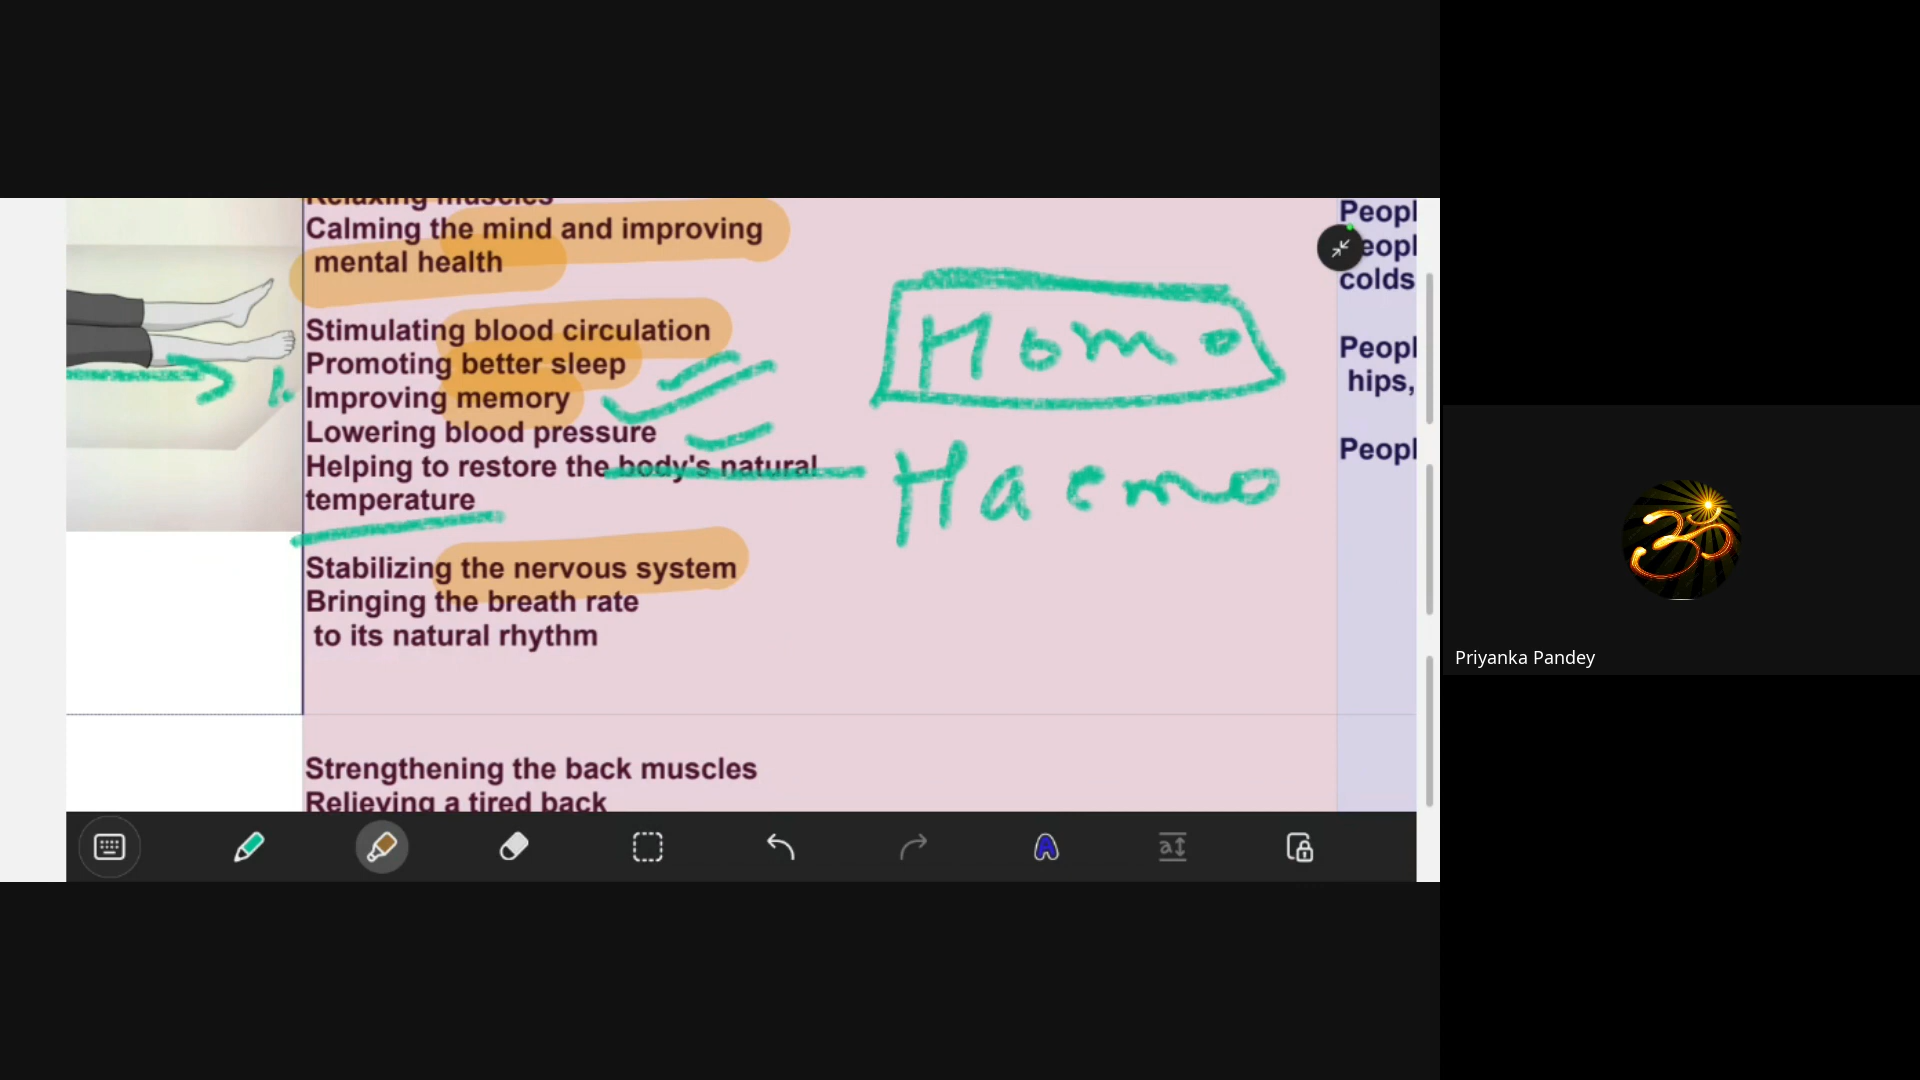 Relaxing muscles
Calming the mind and improving
mental health
Stimulating blood circulation
Promoting better sleep
Improving memory
Lowering blood pressure
Helping to restore the body's natural
temperature
Stabilizing the nervous system
Bringing the breath rate
to its natural rhythm
Strengthening the back muscles
Relieving a tired back
Homo
Haemo
Peopl
eopl
colds
Peopl
hips,
Peopl
ॐ
Priyanka Pandey